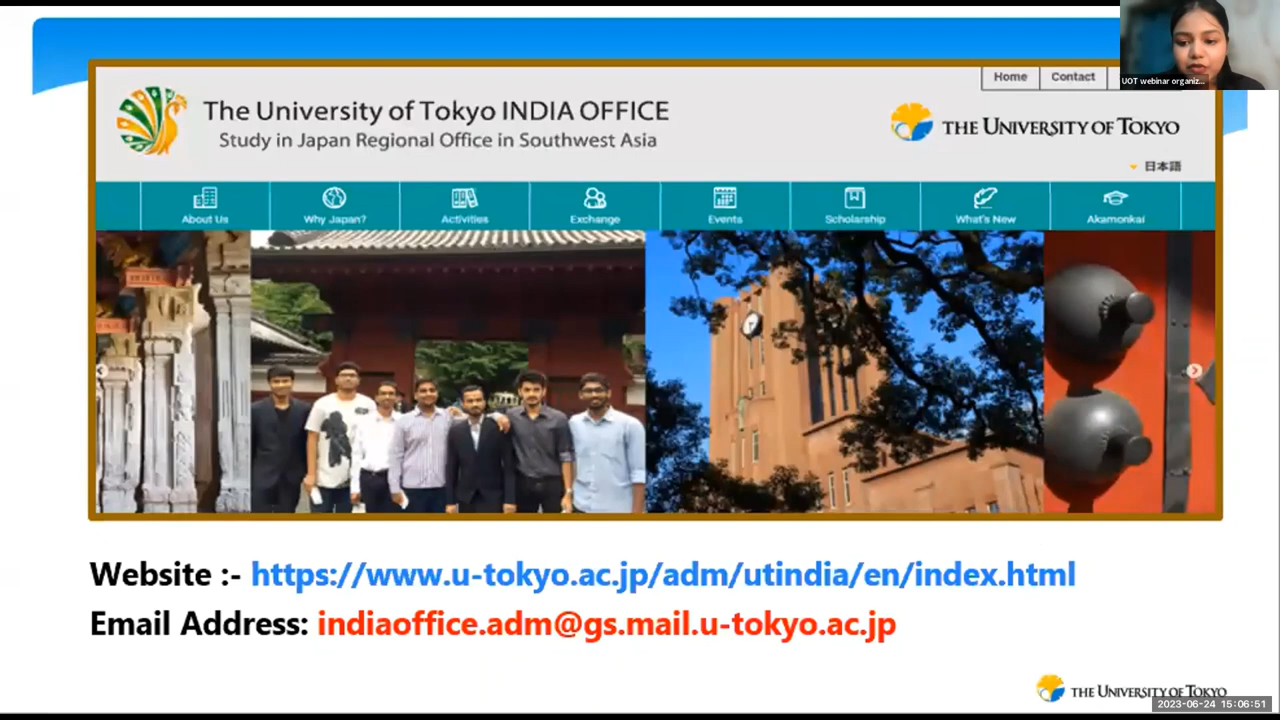 Home
Contact
UOT webinar organiz...
The University of Tokyo INDIA OFFICE
Study in Japan Regional Office in Southwest Asia
THE UNIVERSITY OF TOKYO
日本語
About Us
Why Japan?
Activities
Exchange
Events
Scholarship
What's New
Akamonkai
Website :- https://www.u-tokyo.ac.jp/adm/utindia/en/index.html
Email Address: indiaoffice.adm@gs.mail.u-tokyo.ac.jp
THE UNIVERSITY OF TOKYO
2023-06-24 15:06:51